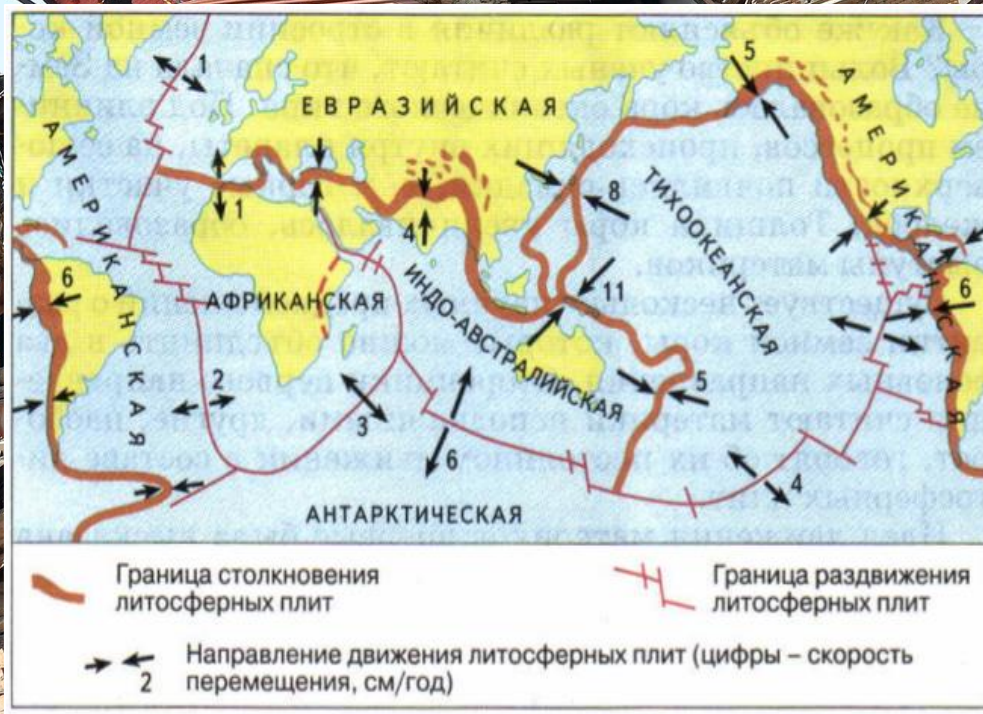 1
5
ЕВРАЗИЙСКАЯ
АМЕРИКАНСКАЯ
1
8
ТИХООКЕАНСКАЯ
АМЕРИКАНСКАЯ
4
11
6
АФРИКАНСКАЯ
ИНДО-АВСТРАЛИЙСКАЯ
6
2
3
5
6
4
АНТАРКТИЧЕСКАЯ
Граница столкновения
литосферных плит
Граница раздвижения
литосферных плит
Направление движения литосферных плит (цифры – скорость
2
перемещения, см/год)